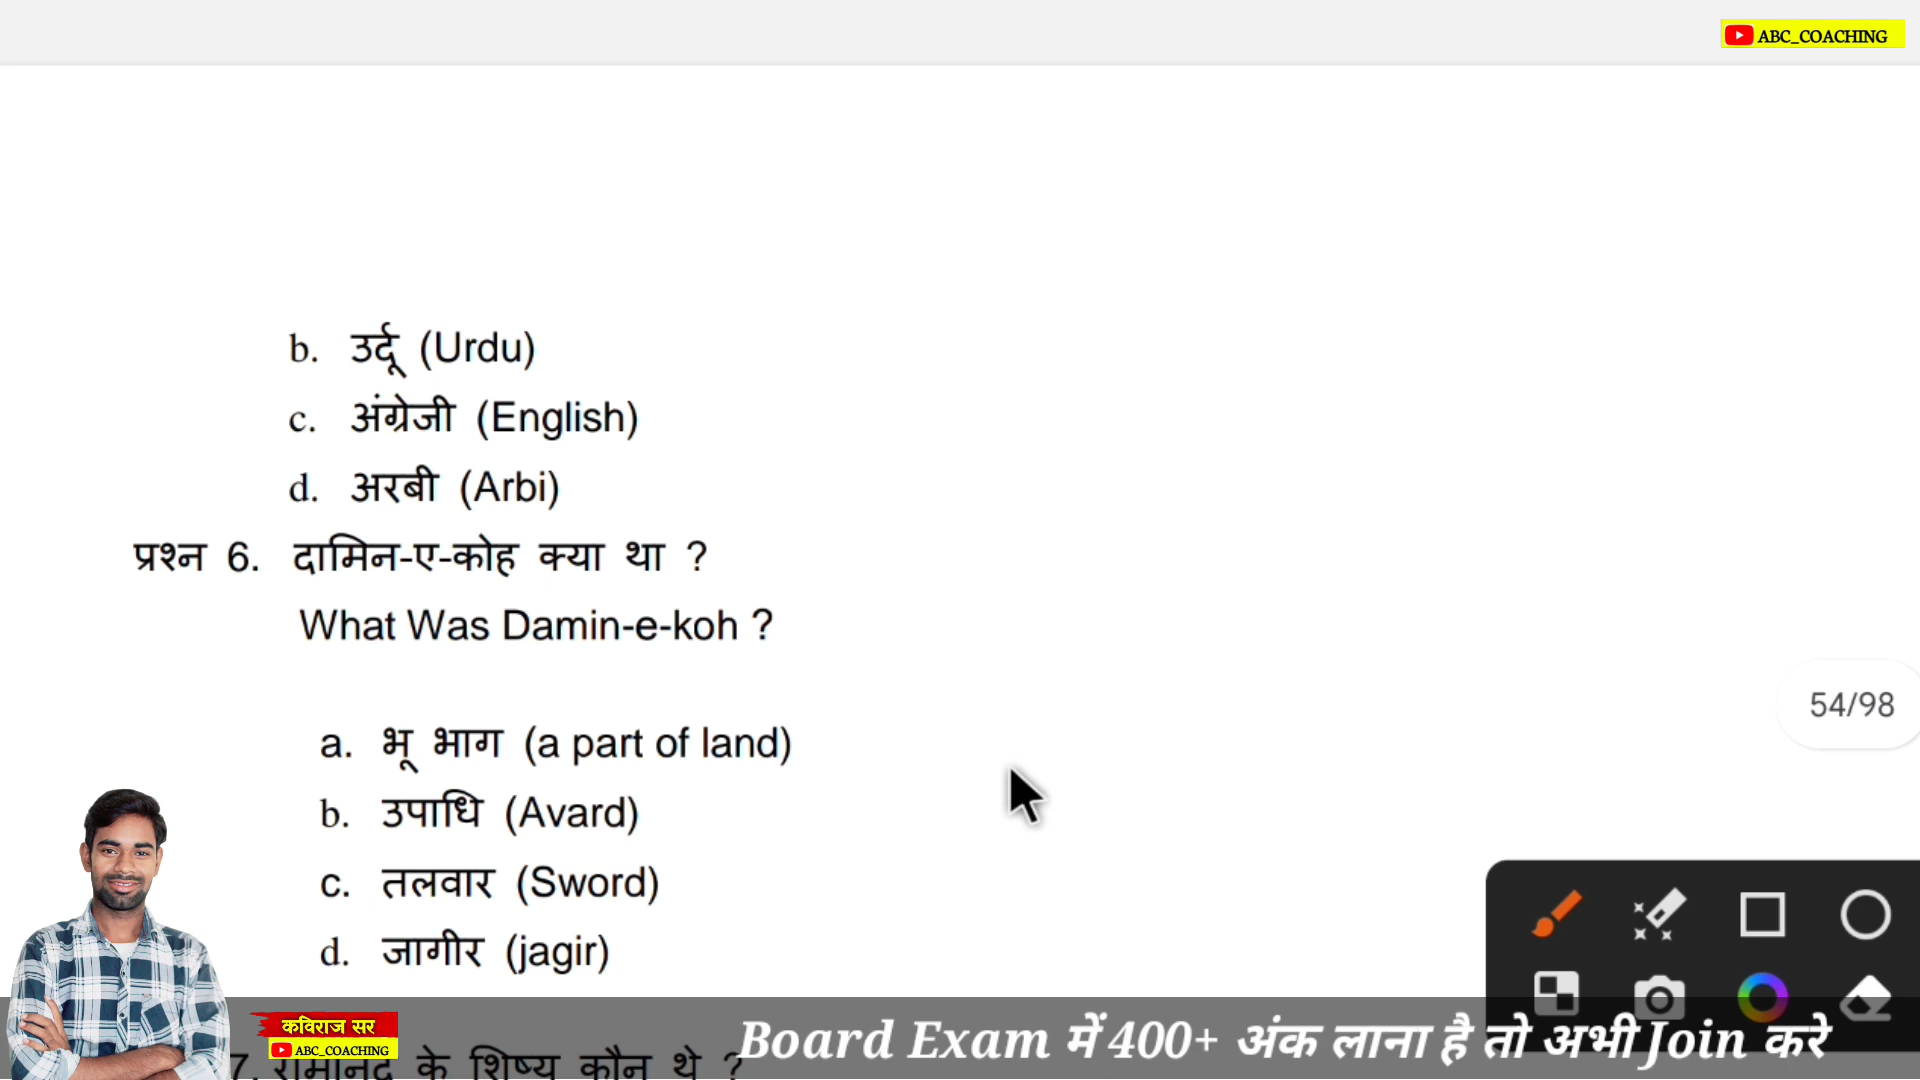 ABC_COACHING
b. उर्दू (Urdu)
c. अंग्रेजी (English)
d. अरबी (Arbi)
प्रश्न 6. दामिन-ए-कोह क्या था ?
What Was Damin-e-koh ?
54/98
a. भू भाग (a part of land)
b. उपाधि (Avard)
c. तलवार (Sword)
d. जागीर (jagir)
कविराज सर
ABC_COACHING
Board Exam में 400+ अंक लाना है तो अभी Join करे
7. रामानंद के शिष्य कौन थे ?